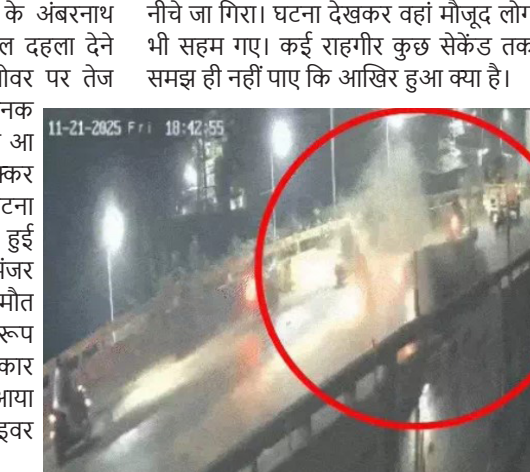 के अंबरनाथ
ल दहला देने
ोवर पर तेज
नक
आ
क्कर
टना
हुई
मंजर
मौत
रूप
कार
आया
इवर
नीचे जा गिरा। घटना देखकर वहां मौजूद लोग
भी सहम गए। कई राहगीर कुछ सेकेंड तक
समझ ही नहीं पाए कि आखिर हुआ क्या है।
11-21-2025 Fri 18:42:55